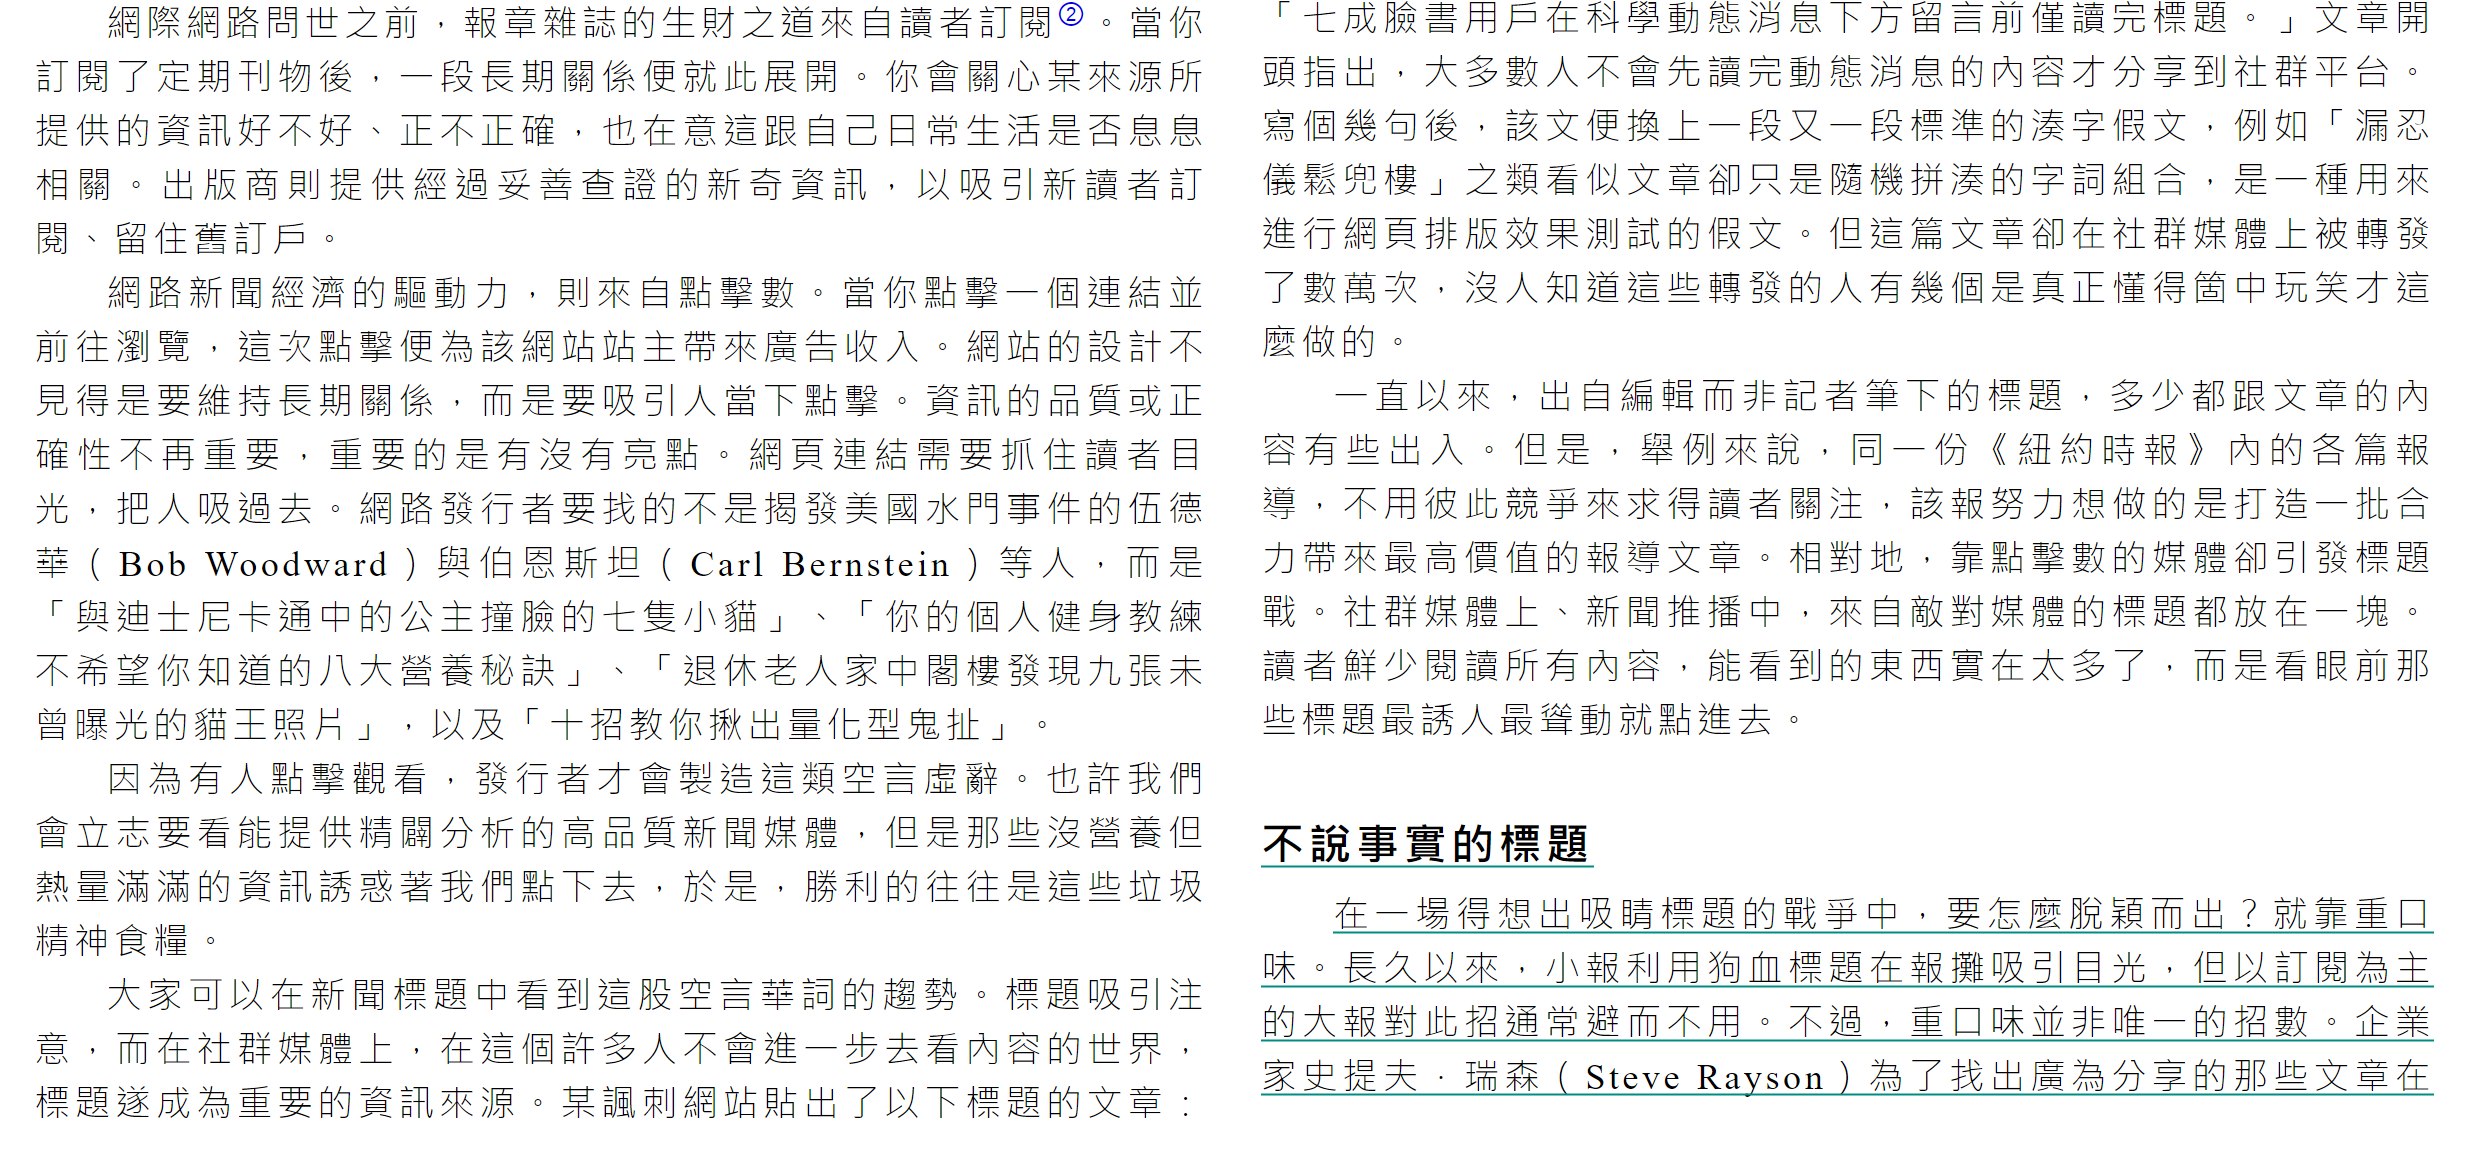 網際網路問世之前，報章雜誌的生財之道來自讀者訂閱②。當你
訂閱了定期刊物後，一段長期關係便就此展開。你會關心某來源所
提供的資訊好不好、正不正確，也在意這跟自己日常生活是否息息
相關。出版商則提供經過妥善查證的新奇資訊，以吸引新讀者訂
閱、留住舊訂戶。
網路新聞經濟的驅動力，則來自點擊數。當你點擊一個連結並
前往瀏覽，這次點擊便為該網站站主帶來廣告收入。網站的設計不
見得是要維持長期關係，而是要吸引人當下點擊。資訊的品質或正
確性不再重要，重要的是有沒有亮點。網頁連結需要抓住讀者目
光，把人吸過去。網路發行者要找的不是揭發美國水門事件的伍德
華（Bob Woodward）與伯恩斯坦（Carl Bernstein）等人，而是
「與迪士尼卡通中的公主撞臉的七隻小貓」、「你的個人健身教練
不希望你知道的八大營養秘訣」、「退休老人家中閣樓發現九張未
曾曝光的貓王照片」，以及「十招教你揪出量化型鬼扯」。
因為有人點擊觀看，發行者才會製造這類空言虛辭。也許我們
會立志要看能提供精闢分析的高品質新聞媒體，但是那些沒營養但
熱量滿滿的資訊誘惑著我們點下去，於是，勝利的往往是這些垃圾
精神食糧。
大家可以在新聞標題中看到這股空言華詞的趨勢。標題吸引注
意，而在社群媒體上，在這個許多人不會進一步去看內容的世界，
標題遂成為重要的資訊來源。某諷刺網站貼出了以下標題的文章：
「七成臉書用戶在科學動態消息下方留言前僅讀完標題。」文章開
頭指出，大多數人不會先讀完動態消息的內容才分享到社群平台。
寫個幾句後，該文便換上一段又一段標準的湊字假文，例如「漏忍
儀鬆兜樓」之類看似文章卻只是隨機拼湊的字詞組合，是一種用來
進行網頁排版效果測試的假文。但這篇文章卻在社群媒體上被轉發
了數萬次，沒人知道這些轉發的人有幾個是真正懂得箇中玩笑才這
麼做的。
一直以來，出自編輯而非記者筆下的標題，多少都跟文章的內
容有些出入。但是，舉例來說，同一份《紐約時報》內的各篇報
導，不用彼此競爭來求得讀者關注，該報努力想做的是打造一批合
力帶來最高價值的報導文章。相對地，靠點擊數的媒體卻引發標題
戰。社群媒體上、新聞推播中，來自敵對媒體的標題都放在一塊。
讀者鮮少閱讀所有內容，能看到的東西實在太多了，而是看眼前那
些標題最誘人最聳動就點進去。
不說事實的標題
在一場得想出吸睛標題的戰爭中，要怎麼脫穎而出？就靠重口
味。長久以來，小報利用狗血標題在報攤吸引目光，但以訂閱為主
的大報對此招通常避而不用。不過，重口味並非唯一的招數。企業
家史提夫．瑞森（Steve Rayson）為了找出廣為分享的那些文章在